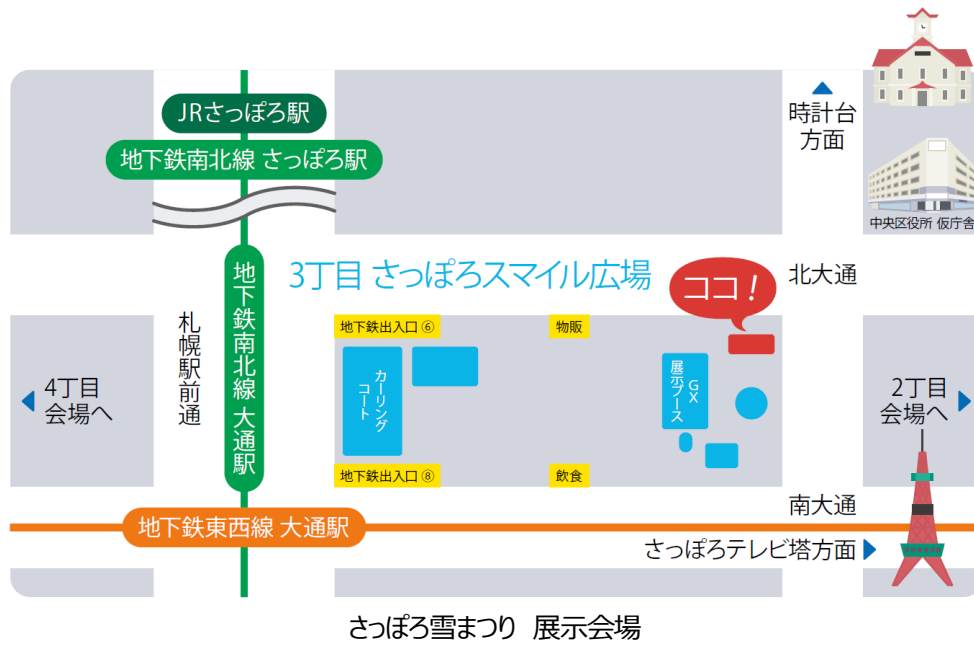 JRさっぽろ駅
地下鉄南北線 さっぽろ駅
時計台
方面
中央区役所 仮庁舎
3丁目 さっぽろスマイル広場
ココ！
北大通
地下鉄南北線 大通駅
札幌駅前通
地下鉄出入口 ⑥
物販
カーリング
コート
GX
展示ブース
4丁目
会場へ
2丁目
会場へ
地下鉄出入口 ⑧
飲食
南大通
地下鉄東西線 大通駅
さっぽろテレビ塔方面
さっぽろ雪まつり 展示会場